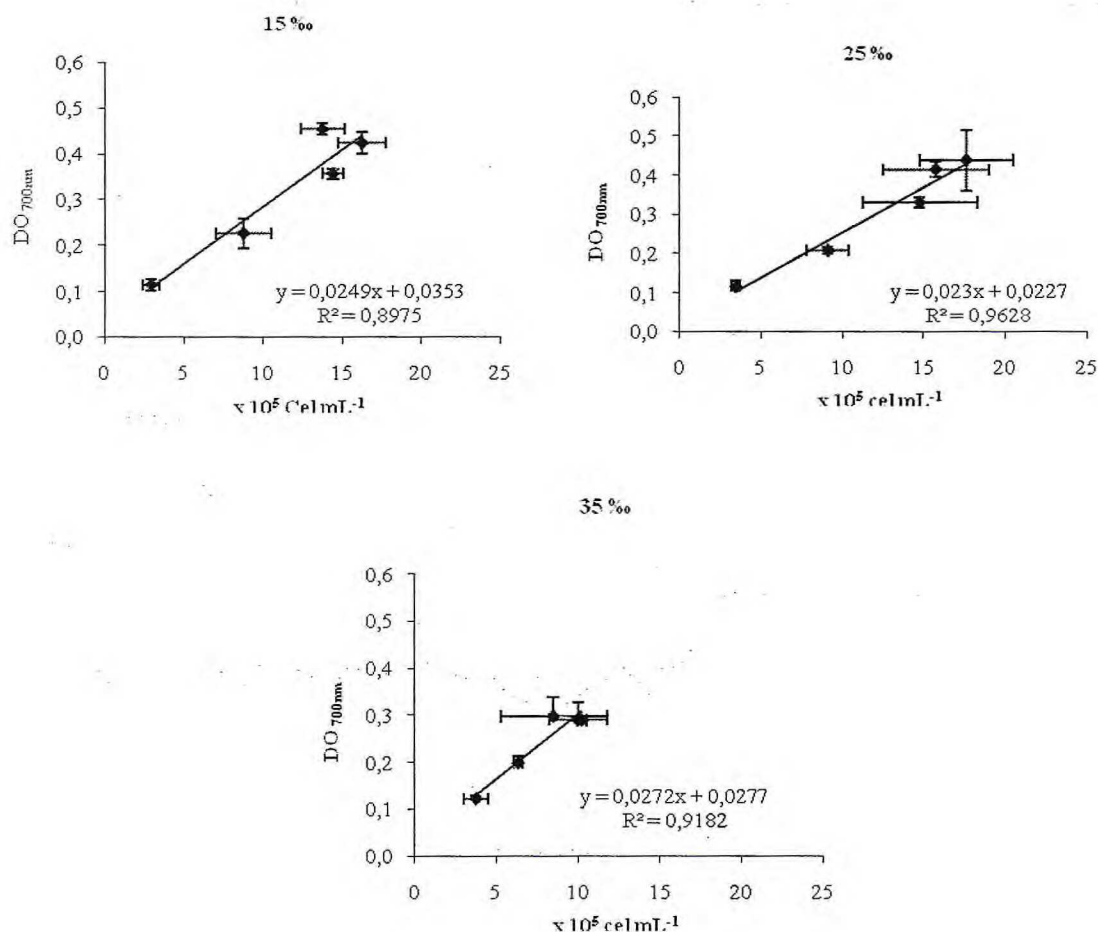 15 ‰
0,6
0,5
0,4
0,3
0,2
0,1
0,0
DO 700nm
y = 0,0249x + 0,0353
R² = 0,8975
0 5 10 15 20 25
x 10⁵ Cel mL⁻¹
25 ‰
0,6
0,5
0,4
0,3
0,2
0,1
0,0
DO 700nm
y = 0,023x + 0,0227
R² = 0,9628
0 5 10 15 20 25
x 10⁵ cel mL⁻¹
35 ‰
0,6
0,5
0,4
0,3
0,2
0,1
0,0
DO 700nm
y = 0,0272x + 0,0277
R² = 0,9182
0 5 10 15 20 25
x 10⁵ cel mL⁻¹